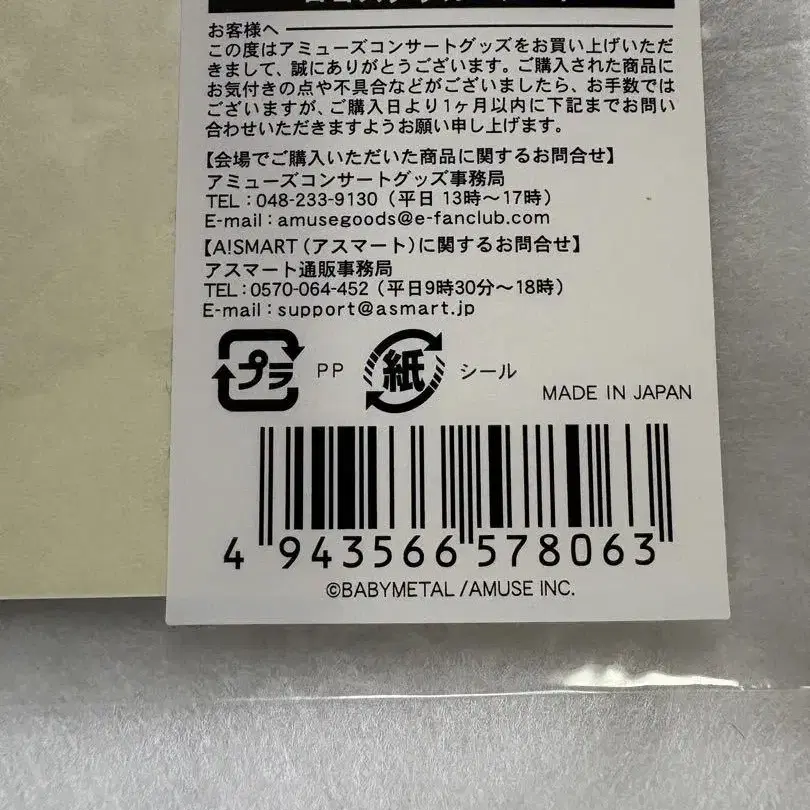 お客様へ
この度はアミューズコンサートグッズをお買い上げいただ
きまして、誠にありがとうございます。ご購入された商品に
お気付きの点や不具合などがございましたら、お手数では
ございますが、ご購入日より1ヶ月以内に下記までお問い
合わせいただきますようお願い申し上げます。
【会場でご購入いただいた商品に関するお問合せ】
アミューズコンサートグッズ事務局
TEL：048-233-9130（平日 13時〜17時）
E-mail：amusegoods@e-fanclub.com
【A!SMART（アスマート）に関するお問合せ】
アスマート通販事務局
TEL：0570-064-452（平日9時30分〜18時）
E-mail：support@asmart.jp
プラ PP 紙 シール
MADE IN JAPAN
4 943566 578063
©BABYMETAL /AMUSE INC.